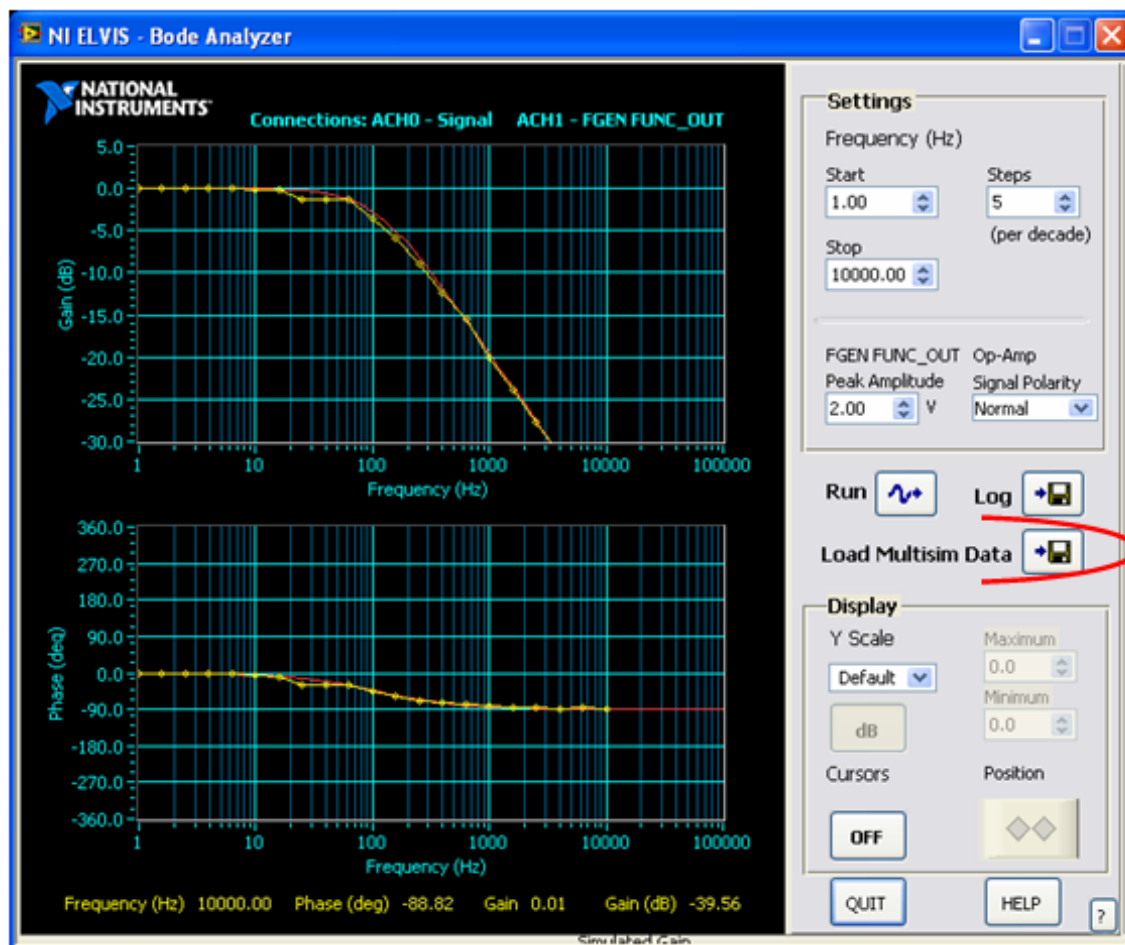 NI ELVIS - Bode Analyzer
NATIONAL
INSTRUMENTS™
Connections: ACH0 - Signal ACH1 - FGEN FUNC_OUT
Gain (dB)
5.0
0.0
-5.0
-10.0
-15.0
-20.0
-25.0
-30.0
1 10 100 1000 10000 100000
Frequency (Hz)
Phase (deg)
360.0
270.0
180.0
90.0
0.0
-90.0
-180.0
-270.0
-360.0
1 10 100 1000 10000 100000
Frequency (Hz)
Frequency (Hz) 10000.00 Phase (deg) -88.82 Gain 0.01 Gain (dB) -39.56
Settings
Frequency (Hz)
Start Steps
1.00 5
(per decade)
Stop
10000.00
FGEN FUNC_OUT Op-Amp
Peak Amplitude Signal Polarity
2.00 V Normal
Run Log
Load Multisim Data
Display
Y Scale Maximum
Default 0.0
Minimum
dB 0.0
Cursors Position
OFF
QUIT HELP ?
Simulated Gain